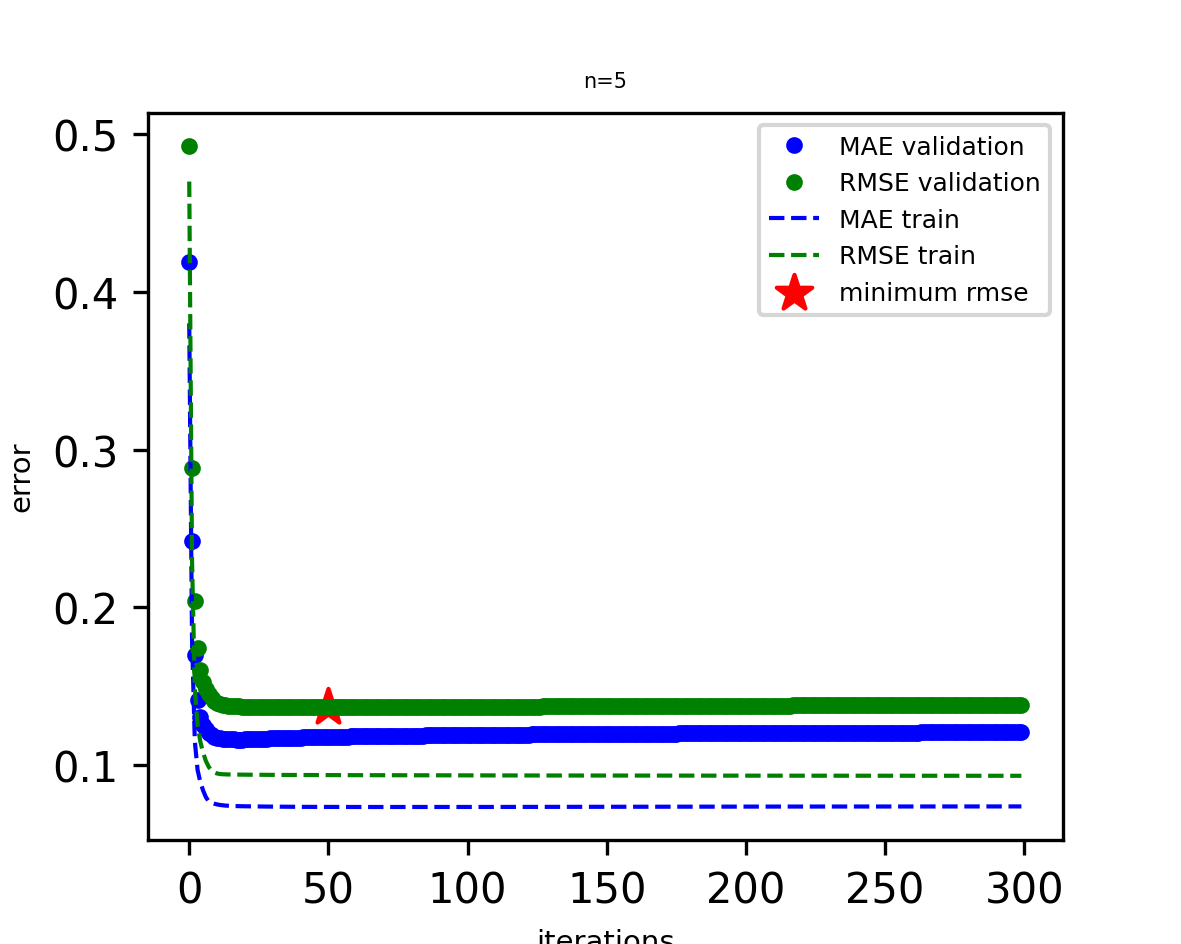 n=5
0.5
0.4
0.3
0.2
0.1
error
MAE validation
RMSE validation
MAE train
RMSE train
minimum rmse
0 50 100 150 200 250 300
iterations